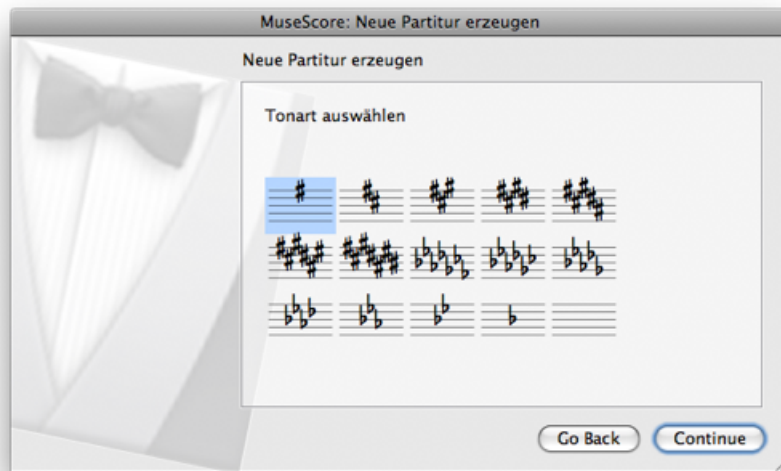 MuseScore: Neue Partitur erzeugen
Neue Partitur erzeugen
Tonart auswählen
Go Back
Continue